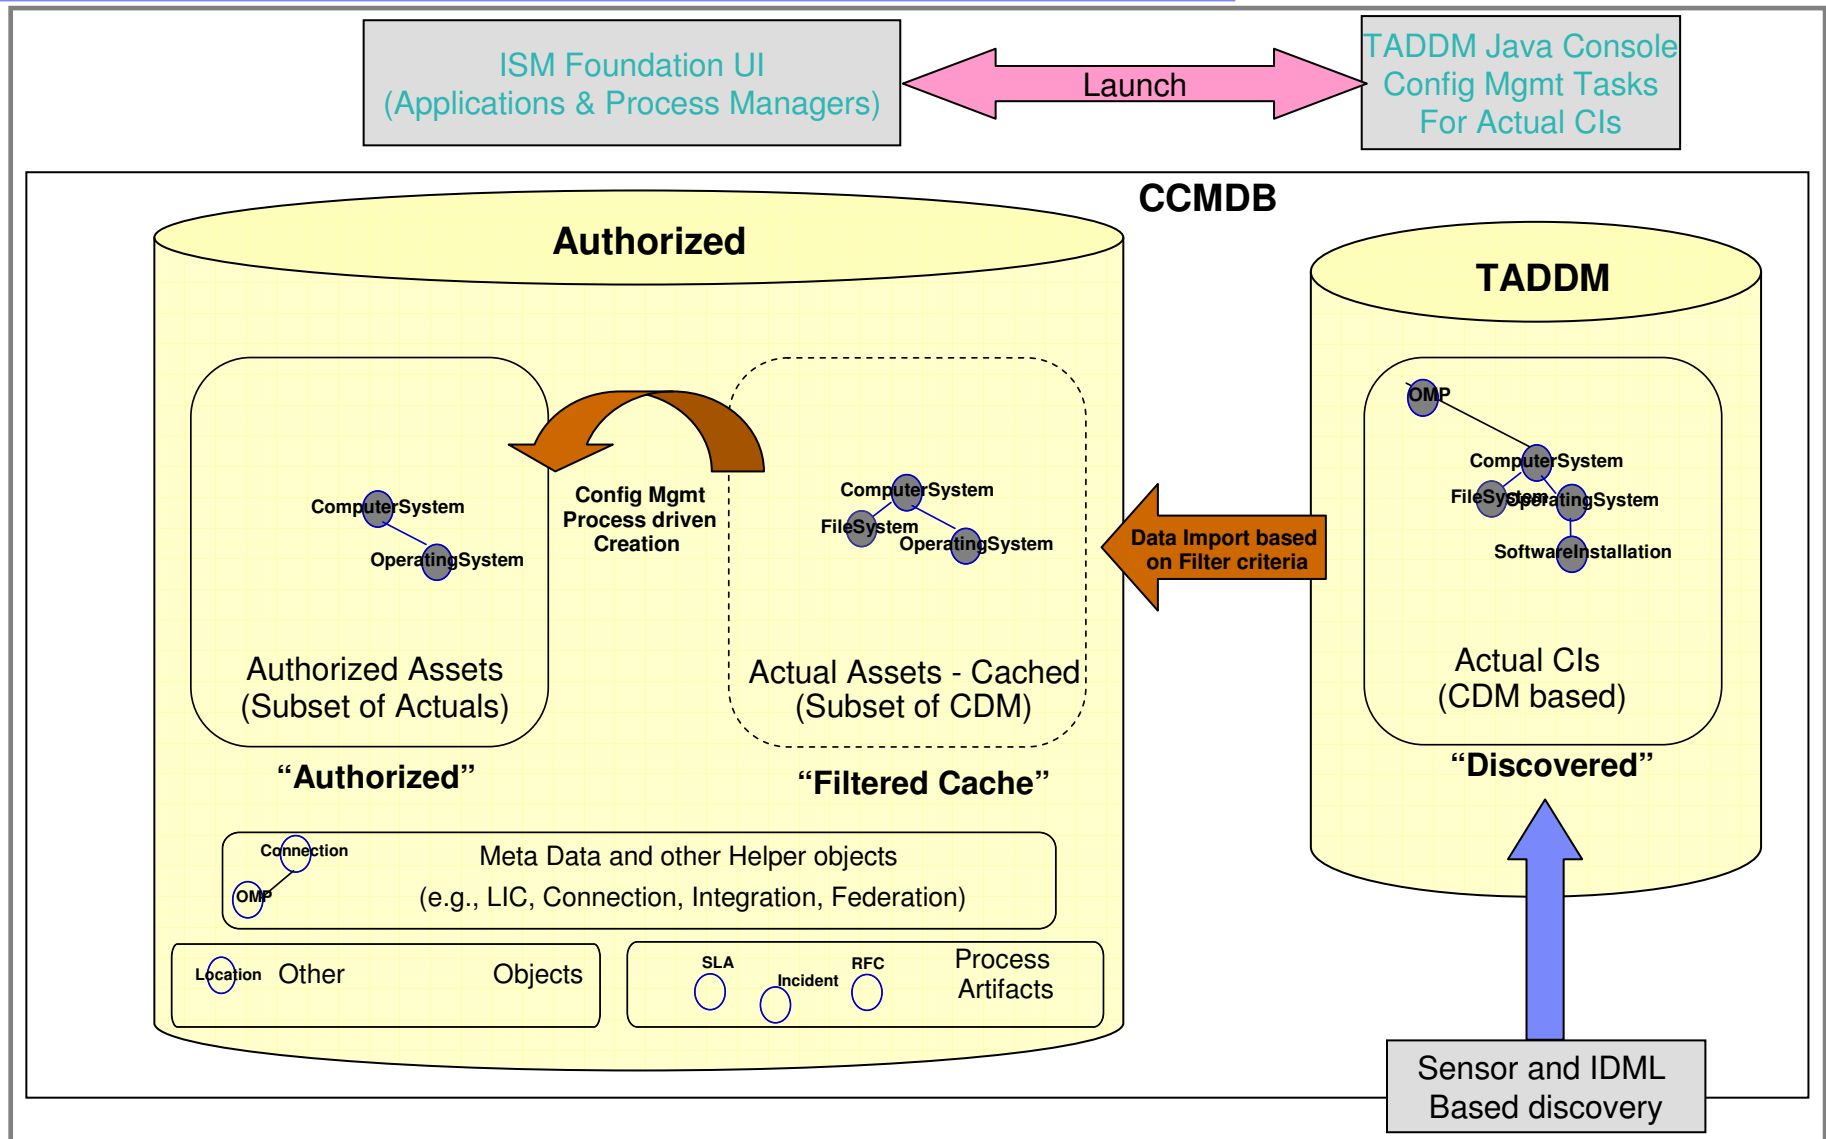 ISM Foundation UI
(Applications & Process Managers)
Launch
TADDM Java Console
Config Mgmt Tasks
For Actual CIs
CCMDB
Authorized
TADDM
OMP
ComputerSystem
FileSystem
OperatingSystem
SoftwareInstallation
Actual CIs
(CDM based)
“Discovered”
ComputerSystem
OperatingSystem
Config Mgmt
Process driven
Creation
ComputerSystem
FileSystem
OperatingSystem
Data Import based
on Filter criteria
Authorized Assets
(Subset of Actuals)
Actual Assets - Cached
(Subset of CDM)
“Authorized”
“Filtered Cache”
Connection
OMP
Meta Data and other Helper objects
(e.g., LIC, Connection, Integration, Federation)
Location
Other Objects
SLA
Incident
RFC
Process
Artifacts
Sensor and IDML
Based discovery